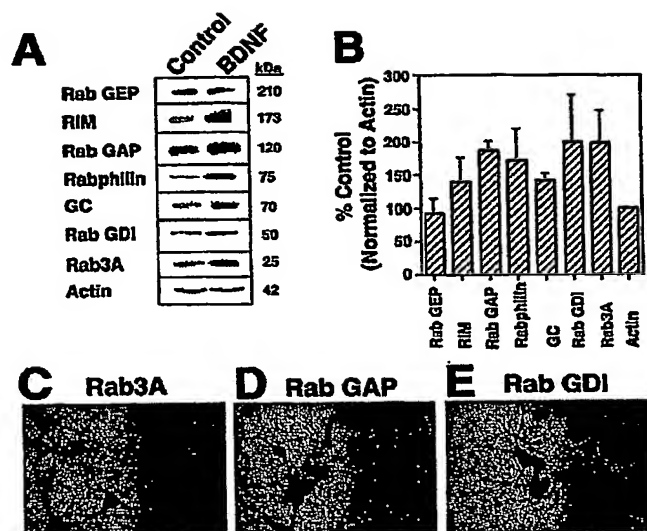 A
Control BDNF
kDa
Rab GEP 210
RIM 173
Rab GAP 120
Rabphilin 75
GC 70
Rab GDI 50
Rab3A 25
Actin 42
B
% Control
(Normalized to Actin)
300
250
200
150
100
50
0
Rab GEP
RIM
Rab GAP
Rabphilin
GC
Rab GDI
Rab3A
Actin
C Rab3A
D Rab GAP
E Rab GDI